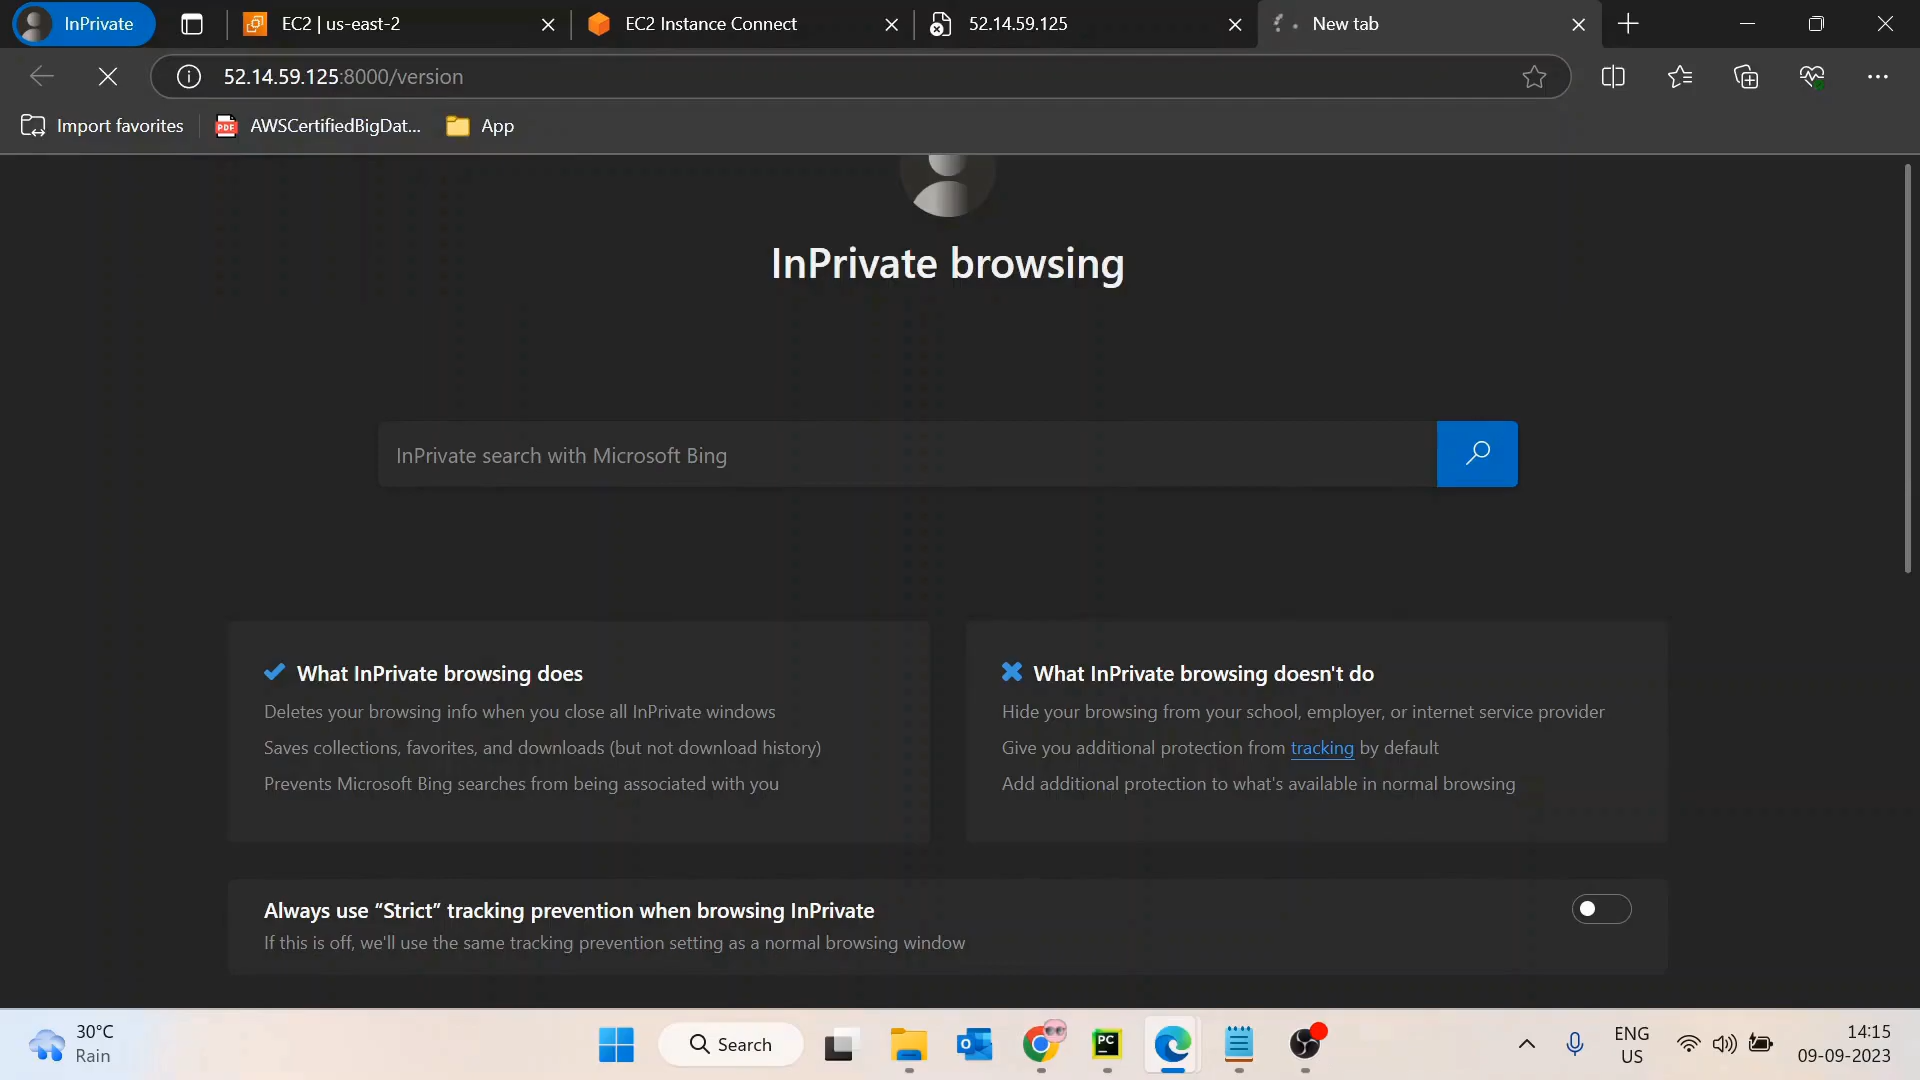 InPrivate
EC2 | us-east-2
EC2 Instance Connect
52.14.59.125
New tab
52.14.59.125:8000/version
Import favorites
PDF
AWSCertifiedBigDat...
App
InPrivate browsing
InPrivate search with Microsoft Bing
What InPrivate browsing does
Deletes your browsing info when you close all InPrivate windows
Saves collections, favorites, and downloads (but not download history)
Prevents Microsoft Bing searches from being associated with you
What InPrivate browsing doesn't do
Hide your browsing from your school, employer, or internet service provider
Give you additional protection from tracking by default
Add additional protection to what's available in normal browsing
Always use “Strict” tracking prevention when browsing InPrivate
If this is off, we'll use the same tracking prevention setting as a normal browsing window
30°C
Rain
Search
O
PC
ENG
US
14:15
09-09-2023